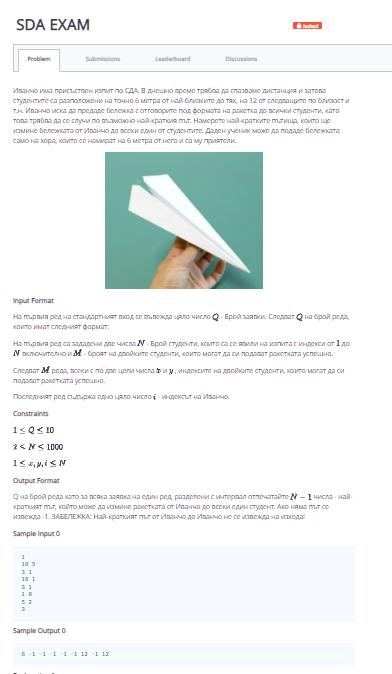 SDA EXAM
locked
Problem
Submissions
Leaderboard
Discussions
Иванчо има присъствен изпит по СДА. В днешно време трябва да спазваме дистанция и затова
студентите са разположени на точно 6 метра от най-близките до тях, на 12 от следващите по близост и
т.н. Иванчо иска да предаде бележка с отговорите под формата на ракетка до всички студенти, като
това трябва да се случи по възможно най-краткия път. Намерете най-кратките пътища, които ще
измине бележката от Иванчо до всеки един от студентите. Даден ученик може да подаде бележката
само на хора, които се намират на 6 метра от него и са му приятели.
Input Format
На първия ред на стандартният вход се въвежда цяло число Q - Брой заявки. Следват Q на брой реда,
които имат следният формат:
На първия ред са зададени две числа N - Брой студенти, които са се явили на изпита с индекси от 1 до
N включително и M - броят на двойките студенти, които могат да си подават ракетката успешно.
Следват M реда, всеки с по две цели числа x и y, индексите на двойките студенти, които могат да си
подават ракетката успешно.
Последният ред съдържа едно цяло число i - индексът на Иванчо.
Constraints
1 ≤ Q ≤ 10
2 ≤ N ≤ 1000
1 ≤ x, y, i ≤ N
Output Format
Q на брой реда като за всяка заявка на един ред, разделени с интервал отпечатайте N − 1 числа - най-
краткият път, който може да измине ракетата от Иванчо до всеки един студент. Ако няма път се
извежда -1. ЗАБЕЛЕЖКА: Най-краткият път от Иванчо до Иванчо не се извежда на изхода!
Sample Input 0
1
10 5
3 1
10 1
3 1
1 8
5 2
3
Sample Output 0
6 -1 -1 -1 -1 -1 12 -1 12